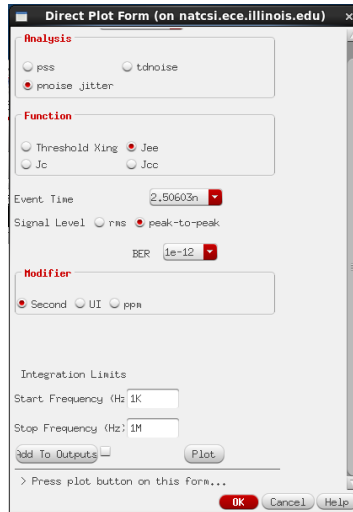 Direct Plot Form (on natcsi.ece.illinois.edu)
Analysis
pss tdnoise
pnoise jitter
Function
Threshold Xing Jee
Jc Jcc
Event Time 2.50603n
Signal Level rms peak-to-peak
BER 1e-12
Modifier
Second UI ppm
Integration Limits
Start Frequency (Hz 1K
Stop Frequency (Hz) 1M
Add To Outputs Plot
> Press plot button on this form...
OK Cancel Help